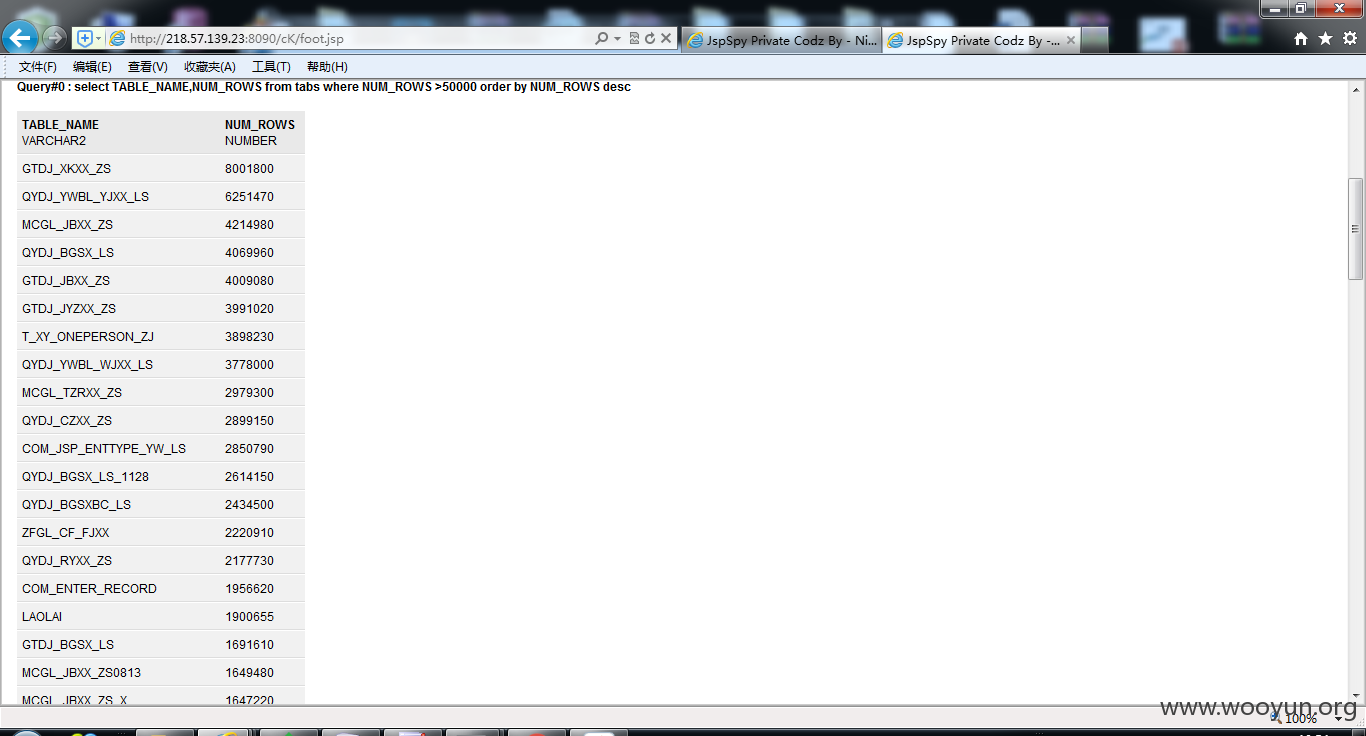 http://218.57.139.23:8090/cK/foot.jsp
JspSpy Private Codz By - Ni...
JspSpy Private Codz By -...
文件(F) 编辑(E) 查看(V) 收藏夹(A) 工具(T) 帮助(H)
Query#0 : select TABLE_NAME,NUM_ROWS from tabs where NUM_ROWS >50000 order by NUM_ROWS desc
TABLE_NAME NUM_ROWS
VARCHAR2 NUMBER
GTDJ_XKXX_ZS 8001800
QYDJ_YWBL_YJXX_LS 6251470
MCGL_JBXX_ZS 4214980
QYDJ_BGSX_LS 4069960
GTDJ_JBXX_ZS 4009080
GTDJ_JYZXX_ZS 3991020
T_XY_ONEPERSON_ZJ 3898230
QYDJ_YWBL_WJXX_LS 3778000
MCGL_TZRXX_ZS 2979300
QYDJ_CZXX_ZS 2899150
COM_JSP_ENTTYPE_YW_LS 2850790
QYDJ_BGSX_LS_1128 2614150
QYDJ_BGSXBC_LS 2434500
ZFGL_CF_FJXX 2220910
QYDJ_RYXX_ZS 2177730
COM_ENTER_RECORD 1956620
LAOLAI 1900655
GTDJ_BGSX_LS 1691610
MCGL_JBXX_ZS0813 1649480
MCGL_JBXX_ZS_X 1647220
www.wooyun.org
100%